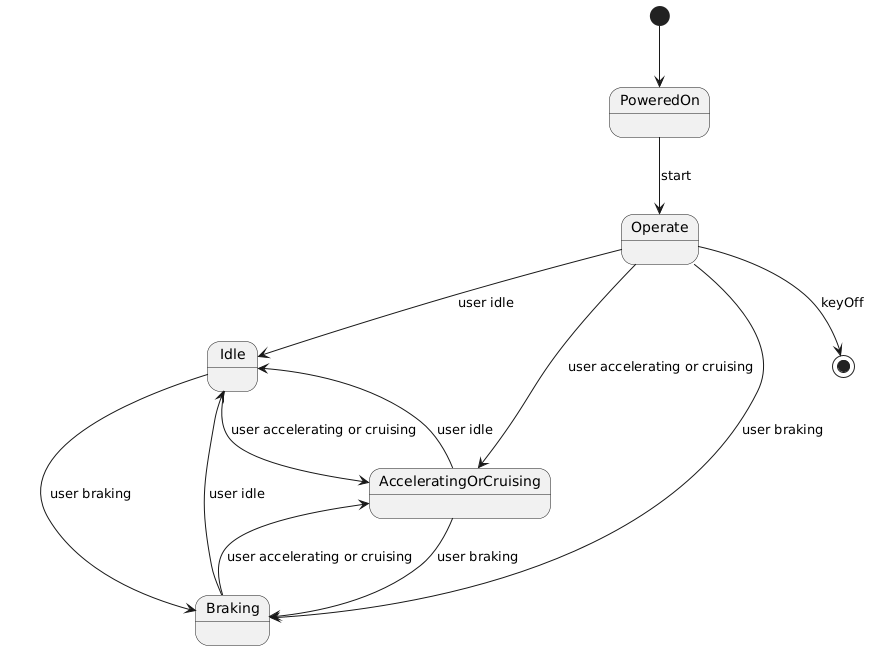 PoweredOn
start
Operate
user idle
keyOff
Idle
user accelerating or cruising
user accelerating or cruising
user idle
user braking
AcceleratingOrCruising
user braking
user idle
user accelerating or cruising
user braking
Braking